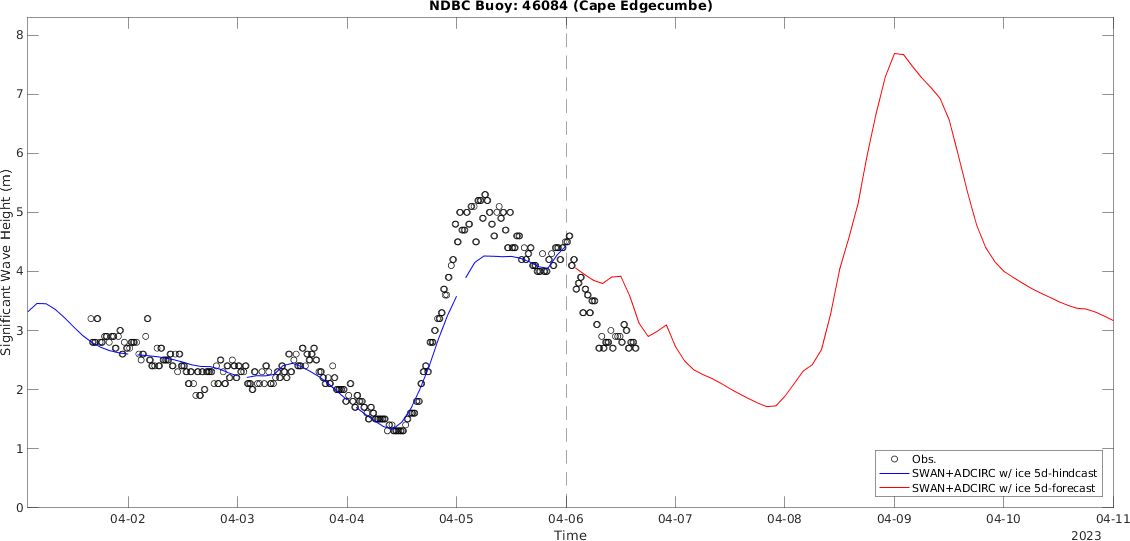 NDBC Buoy: 46084 (Cape Edgecumbe)
8
7
6
5
4
3
2
1
0
Significant Wave Height (m)
Obs.
SWAN+ADCIRC w/ ice 5d-hindcast
SWAN+ADCIRC w/ ice 5d-forecast
04-02 04-03 04-04 04-05 04-06 04-07 04-08 04-09 04-10 04-11
Time
2023